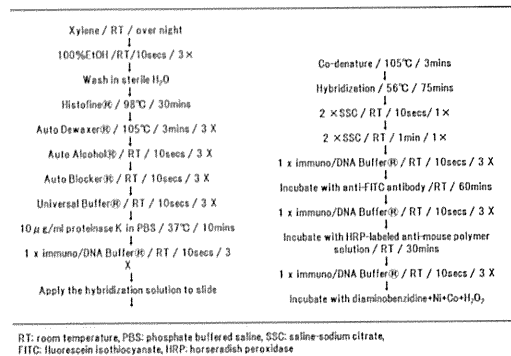 Xylene / RT / over night
100%EtOH /RT/10secs / 3×
Wash in sterile H₂O
Histofine® / 98℃ / 30mins
Auto Dewaxer® / 105℃ / 3mins / 3 X
Auto Alcohol® / RT / 10secs / 3 X
Auto Blocker® / RT / 10secs / 3 X
Universal Buffer® / RT / 10secs / 3 X
10μg/ml proteinase K in PBS / 37℃ / 10mins
1 x immuno/DNA Buffer® / RT / 10secs / 3
X
Apply the hybridization solution to slide
Co-denature / 105℃ / 3mins
Hybridization / 56℃ / 75mins
2 ×SSC / RT / 10secs/ 1×
2 ×SSC / RT / 1min / 1×
1 x immuno/DNA Buffer® / RT / 10secs / 3 X
Incubate with anti-FITC antibody /RT / 60mins
1 x immuno/DNA Buffer® / RT / 10secs / 3 X
Incubate with HRP-labeled anti-mouse polymer
solution / RT / 30mins
1 x immuno/DNA Buffer® / RT / 10secs / 3 X
Incubate with diaminobenzidine+Ni+Co+H₂O₂
RT: room temperature, PBS: phosphate buffered saline, SSC: saline-sodium citrate,
FITC: fluorescein isothiocyanate, HRP: horseradish peroxidase